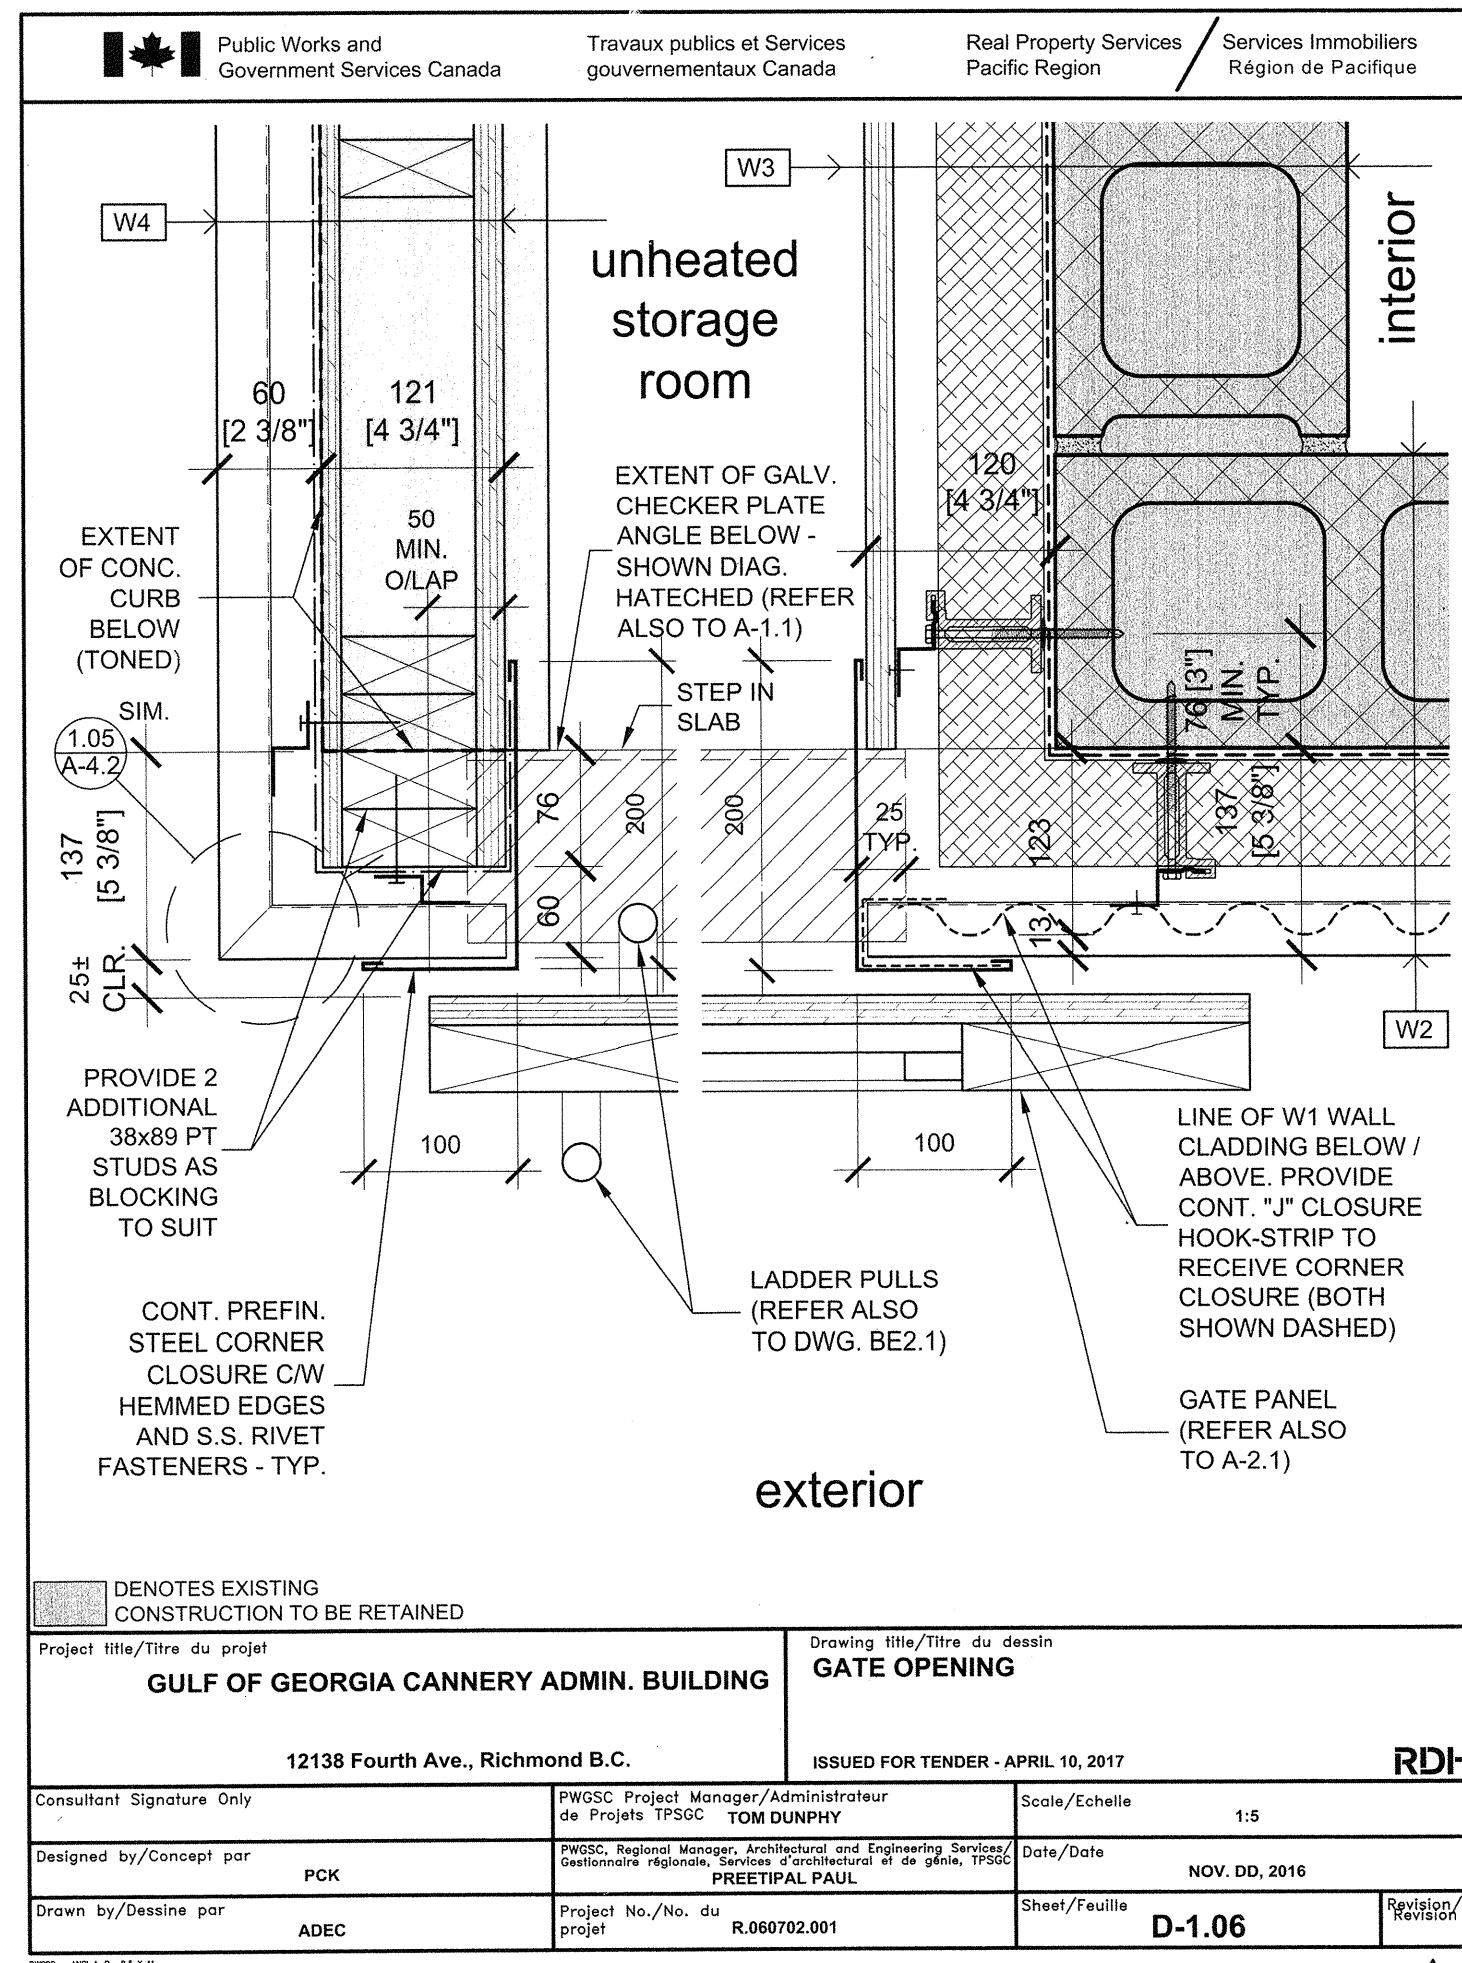 Public Works and
Government Services Canada
Travaux publics et Services
gouvernementaux Canada
Real Property Services
Pacific Region
Services Immobiliers
Région de Pacifique
W3
W4
unheated
storage
room
interior
60
[2 3/8"]
121
[4 3/4"]
EXTENT OF GALV.
CHECKER PLATE
ANGLE BELOW -
SHOWN DIAG.
HATECHED (REFER
ALSO TO A-1.1)
120
[4 3/4"]
50
MIN.
O/LAP
EXTENT
OF CONC.
CURB
BELOW
(TONED)
STEP IN
SLAB
76 [3"]
MIN.
TYP.
SIM.
1.05
A-4.2
137
[5 3/8"]
25±
CLR.
76
60
200
200
25
TYP.
123
13
137
[5 3/8"]
W2
PROVIDE 2
ADDITIONAL
38x89 PT
STUDS AS
BLOCKING
TO SUIT
100
100
LINE OF W1 WALL
CLADDING BELOW /
ABOVE. PROVIDE
CONT. "J" CLOSURE
HOOK-STRIP TO
RECEIVE CORNER
CLOSURE (BOTH
SHOWN DASHED)
LADDER PULLS
(REFER ALSO
TO DWG. BE2.1)
CONT. PREFIN.
STEEL CORNER
CLOSURE C/W
HEMMED EDGES
AND S.S. RIVET
FASTENERS - TYP.
GATE PANEL
(REFER ALSO
TO A-2.1)
exterior
DENOTES EXISTING
CONSTRUCTION TO BE RETAINED
Project title/Titre du projet
GULF OF GEORGIA CANNERY ADMIN. BUILDING
12138 Fourth Ave., Richmond B.C.
Drawing title/Titre du dessin
GATE OPENING
ISSUED FOR TENDER - APRIL 10, 2017
RDH
Consultant Signature Only
PWGSC Project Manager/Administrateur
de Projets TPSGC TOM DUNPHY
Scale/Echelle
1:5
Designed by/Concept par
PCK
PWGSC, Regional Manager, Architectural and Engineering Services/
Gestionnaire régionale, Services d'architectural et de génie, TPSGC
PREETIPAL PAUL
Date/Date
NOV. DD, 2016
Drawn by/Dessine par
ADEC
Project No./No. du
projet R.060702.001
Sheet/Feuille
D-1.06
Revision/
Revision